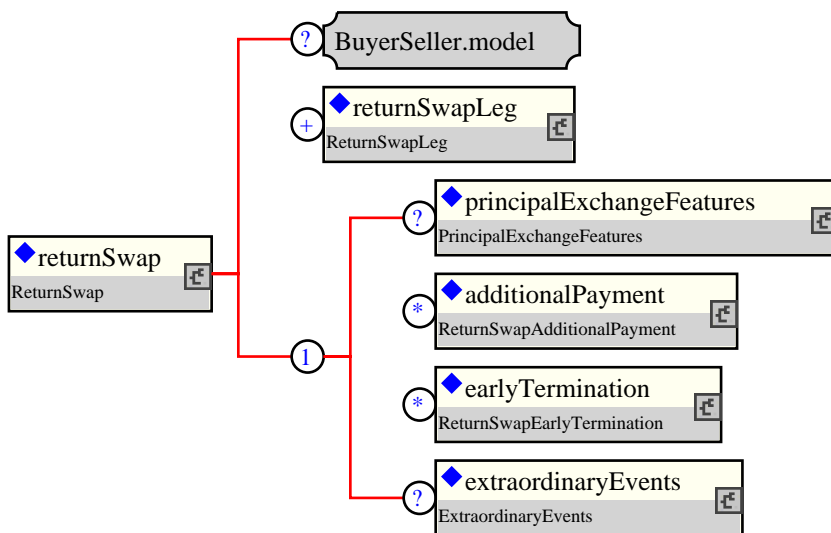 ?
BuyerSeller.model
+
returnSwapLeg
ReturnSwapLeg
returnSwap
ReturnSwap
1
?
principalExchangeFeatures
PrincipalExchangeFeatures
*
additionalPayment
ReturnSwapAdditionalPayment
*
earlyTermination
ReturnSwapEarlyTermination
?
extraordinaryEvents
ExtraordinaryEvents